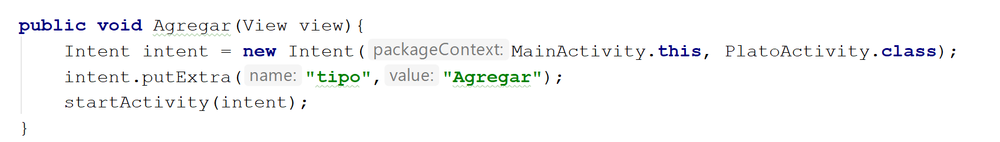 public void Agregar(View view){
Intent intent = new Intent( packageContext: MainActivity.this, PlatoActivity.class);
intent.putExtra( name: "tipo", value: "Agregar");
startActivity(intent);
}